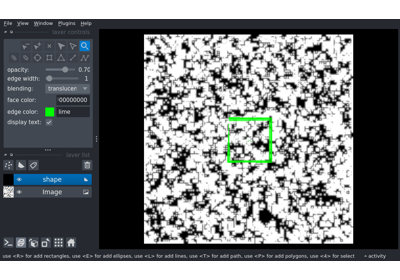 File View Window Plugins Help
layer controls
opacity: 0.70
edge width: 1
blending: translucen
face color: 00000000
edge color: lime
display text:
layer list
shape
Image
use <R> for add rectangles, use <E> for add ellipses, use <L> for add lines, use <T> for add path, use <P> for add polygons, use <4> for select activity